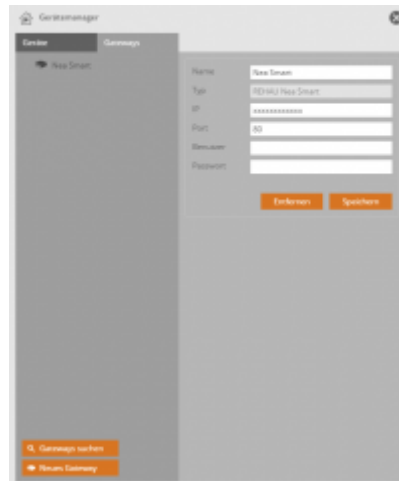 Gerätemanager
Geräte Gateways
Nea Smart
Name Nea Smart
Typ REHAU Nea Smart
IP xxxxxxxxxxxx
Port 80
Benutzer
Passwort
Entfernen Speichern
Gateways suchen
Neues Gateway